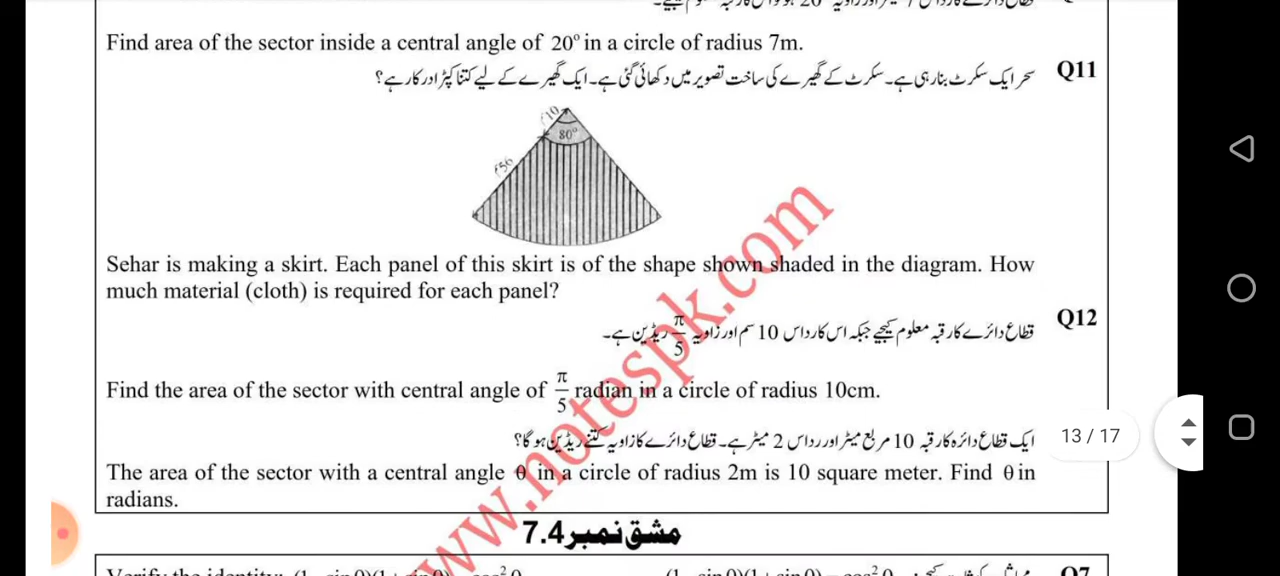 Find area of the sector inside a central angle of 20° in a circle of radius 7m.
Q11
سحر ایک سکرٹ بنا رہی ہے۔ سکرٹ کے گھیرے کی ساخت تصویر میں دکھائی گئی ہے۔ ایک گھیرے کے لیے کتنا کپڑا درکار ہے؟
10
80°
56
Sehar is making a skirt. Each panel of this skirt is of the shape shown shaded in the diagram. How
much material (cloth) is required for each panel?
Q12
قطاع دائرے کا رقبہ معلوم کیجیے جبکہ اس کا رداس 10 سم اور زاویہ π/5 ریڈین ہے۔
Find the area of the sector with central angle of π/5 radian in a circle of radius 10cm.
ایک قطاع دائرہ کا رقبہ 10 مربع میٹر اور رداس 2 میٹر ہے۔ قطاع دائرے کا زاویہ کتنے ریڈین ہو گا؟
13 / 17
The area of the sector with a central angle θ in a circle of radius 2m is 10 square meter. Find θ in
radians.
مشق نمبر 7.4
www.notespk.com
Q7